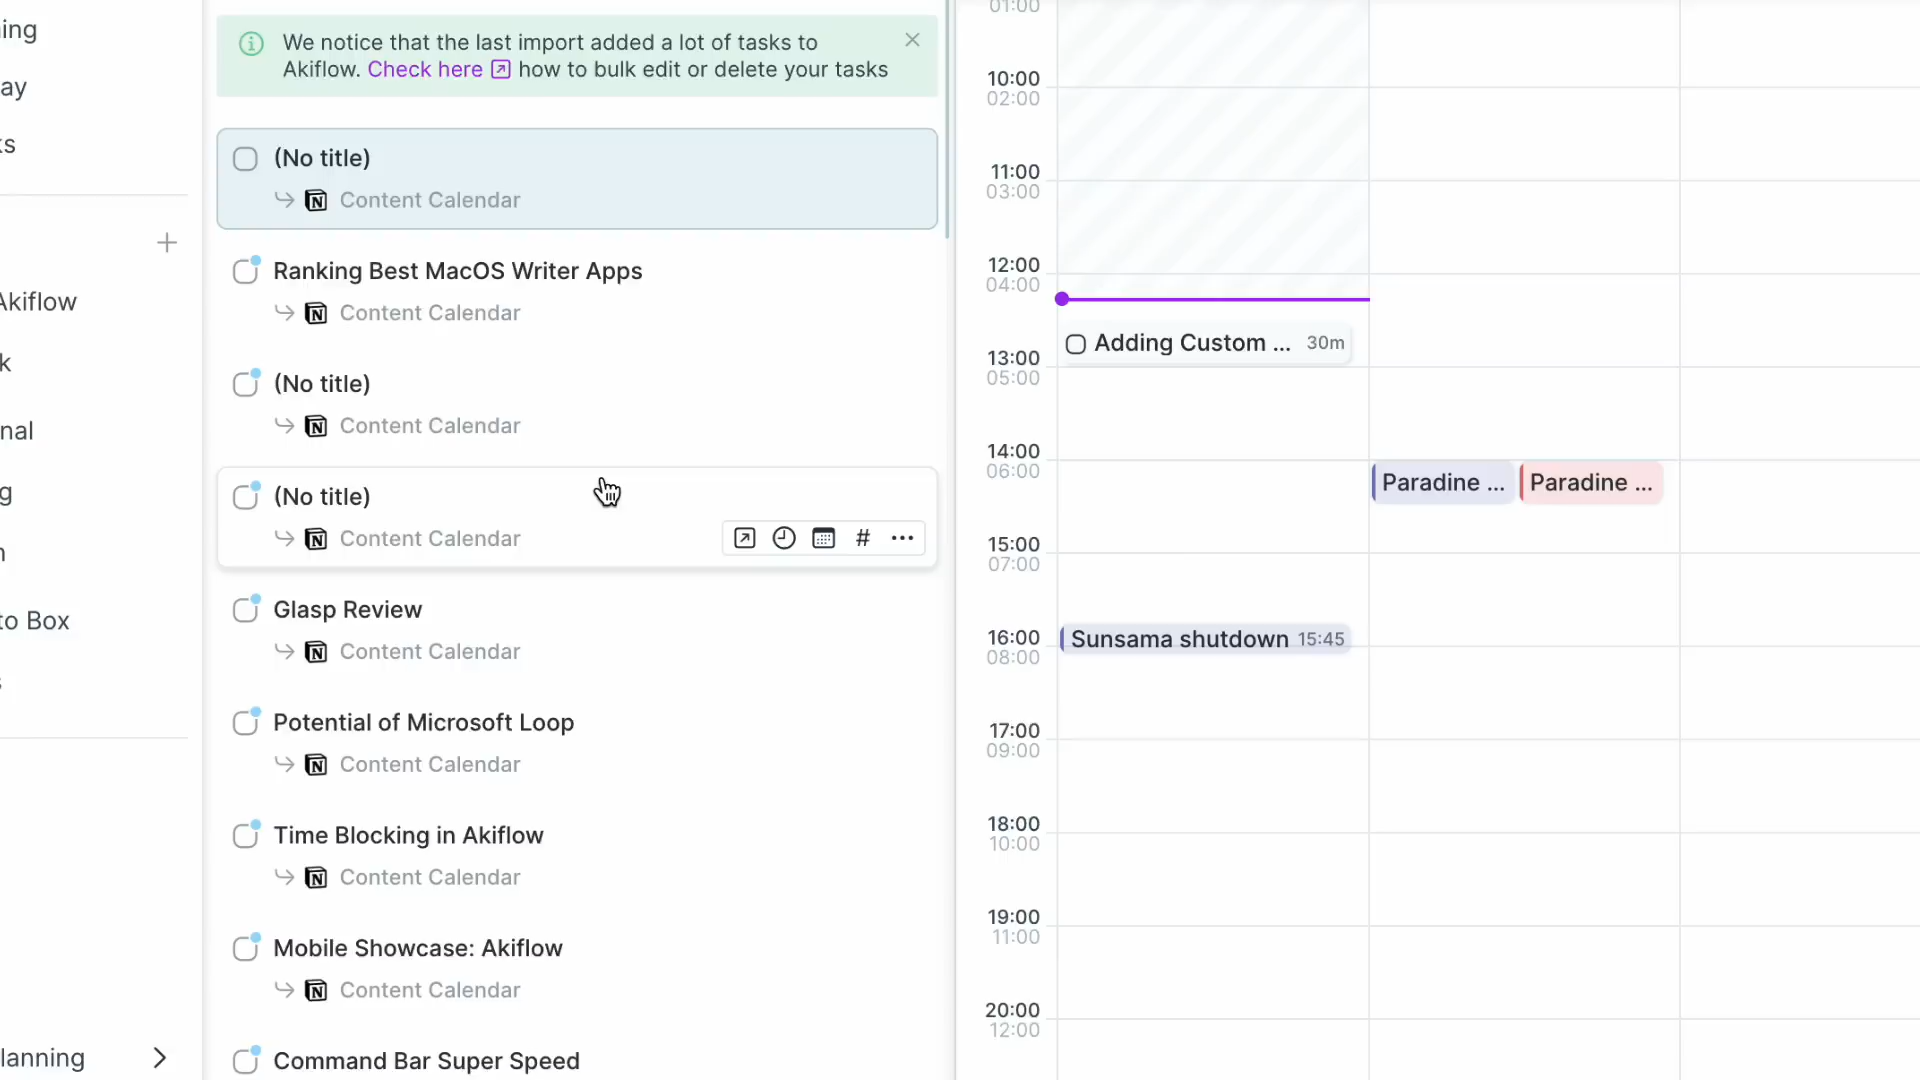 ing
ay
ks
Akiflow
k
nal
g
n
to Box
s
lanning
We notice that the last import added a lot of tasks to
Akiflow. Check here how to bulk edit or delete your tasks
(No title)
Content Calendar
Ranking Best MacOS Writer Apps
Content Calendar
(No title)
Content Calendar
(No title)
Content Calendar
#
Glasp Review
Content Calendar
Potential of Microsoft Loop
Content Calendar
Time Blocking in Akiflow
Content Calendar
Mobile Showcase: Akiflow
Content Calendar
Command Bar Super Speed
01:00
10:00
02:00
11:00
03:00
12:00
04:00
Adding Custom ... 30m
13:00
05:00
14:00
06:00
Paradine ... Paradine ...
15:00
07:00
16:00
08:00
Sunsama shutdown 15:45
17:00
09:00
18:00
10:00
19:00
11:00
20:00
12:00